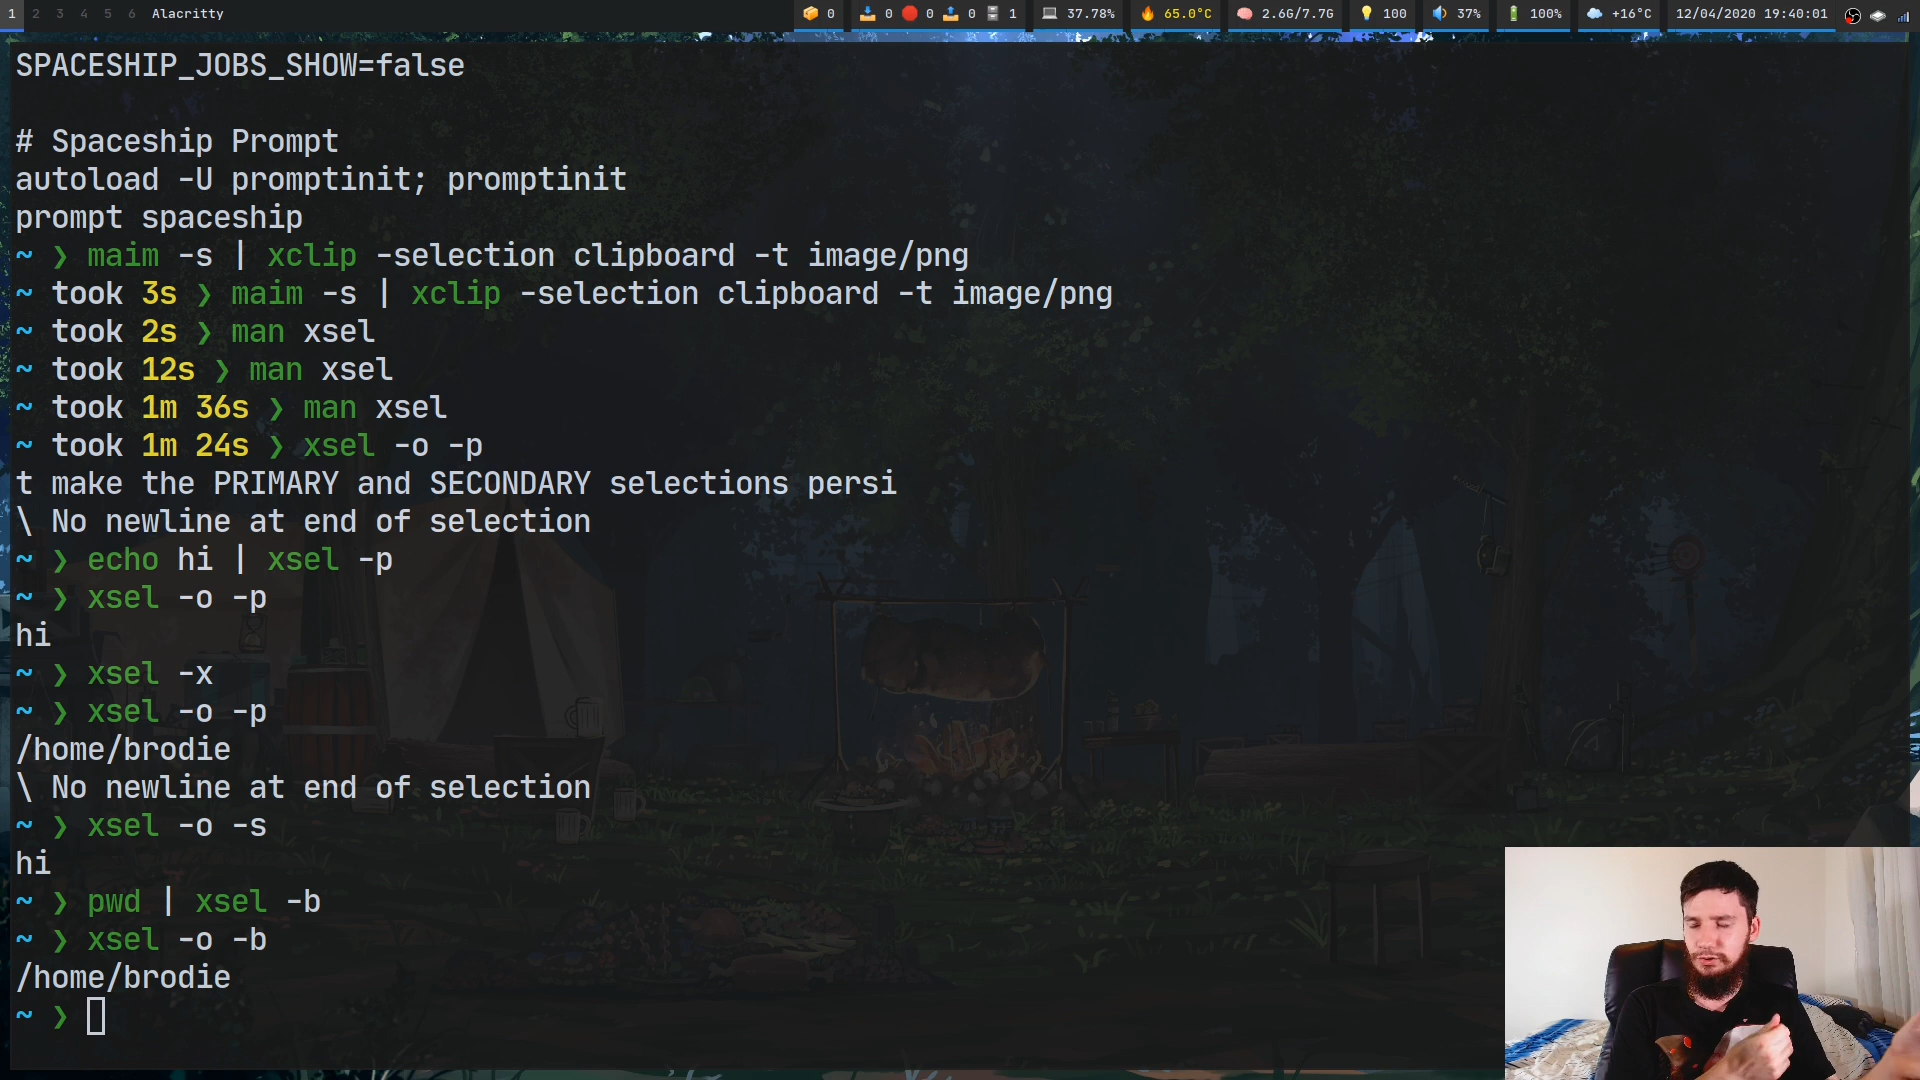 1 2 3 4 5 6 Alacritty 0 0 0 0 1 37.78% 65.0°C 2.6G/7.7G 100 37% 100% +16°C 12/04/2020 19:40:01
SPACESHIP_JOBS_SHOW=false
# Spaceship Prompt
autoload -U promptinit; promptinit
prompt spaceship
~ ❯ maim -s | xclip -selection clipboard -t image/png
~ took 3s ❯ maim -s | xclip -selection clipboard -t image/png
~ took 2s ❯ man xsel
~ took 12s ❯ man xsel
~ took 1m 36s ❯ man xsel
~ took 1m 24s ❯ xsel -o -p
t make the PRIMARY and SECONDARY selections persi
\ No newline at end of selection
~ ❯ echo hi | xsel -p
~ ❯ xsel -o -p
hi
~ ❯ xsel -x
~ ❯ xsel -o -p
/home/brodie
\ No newline at end of selection
~ ❯ xsel -o -s
hi
~ ❯ pwd | xsel -b
~ ❯ xsel -o -b
/home/brodie
~ ❯